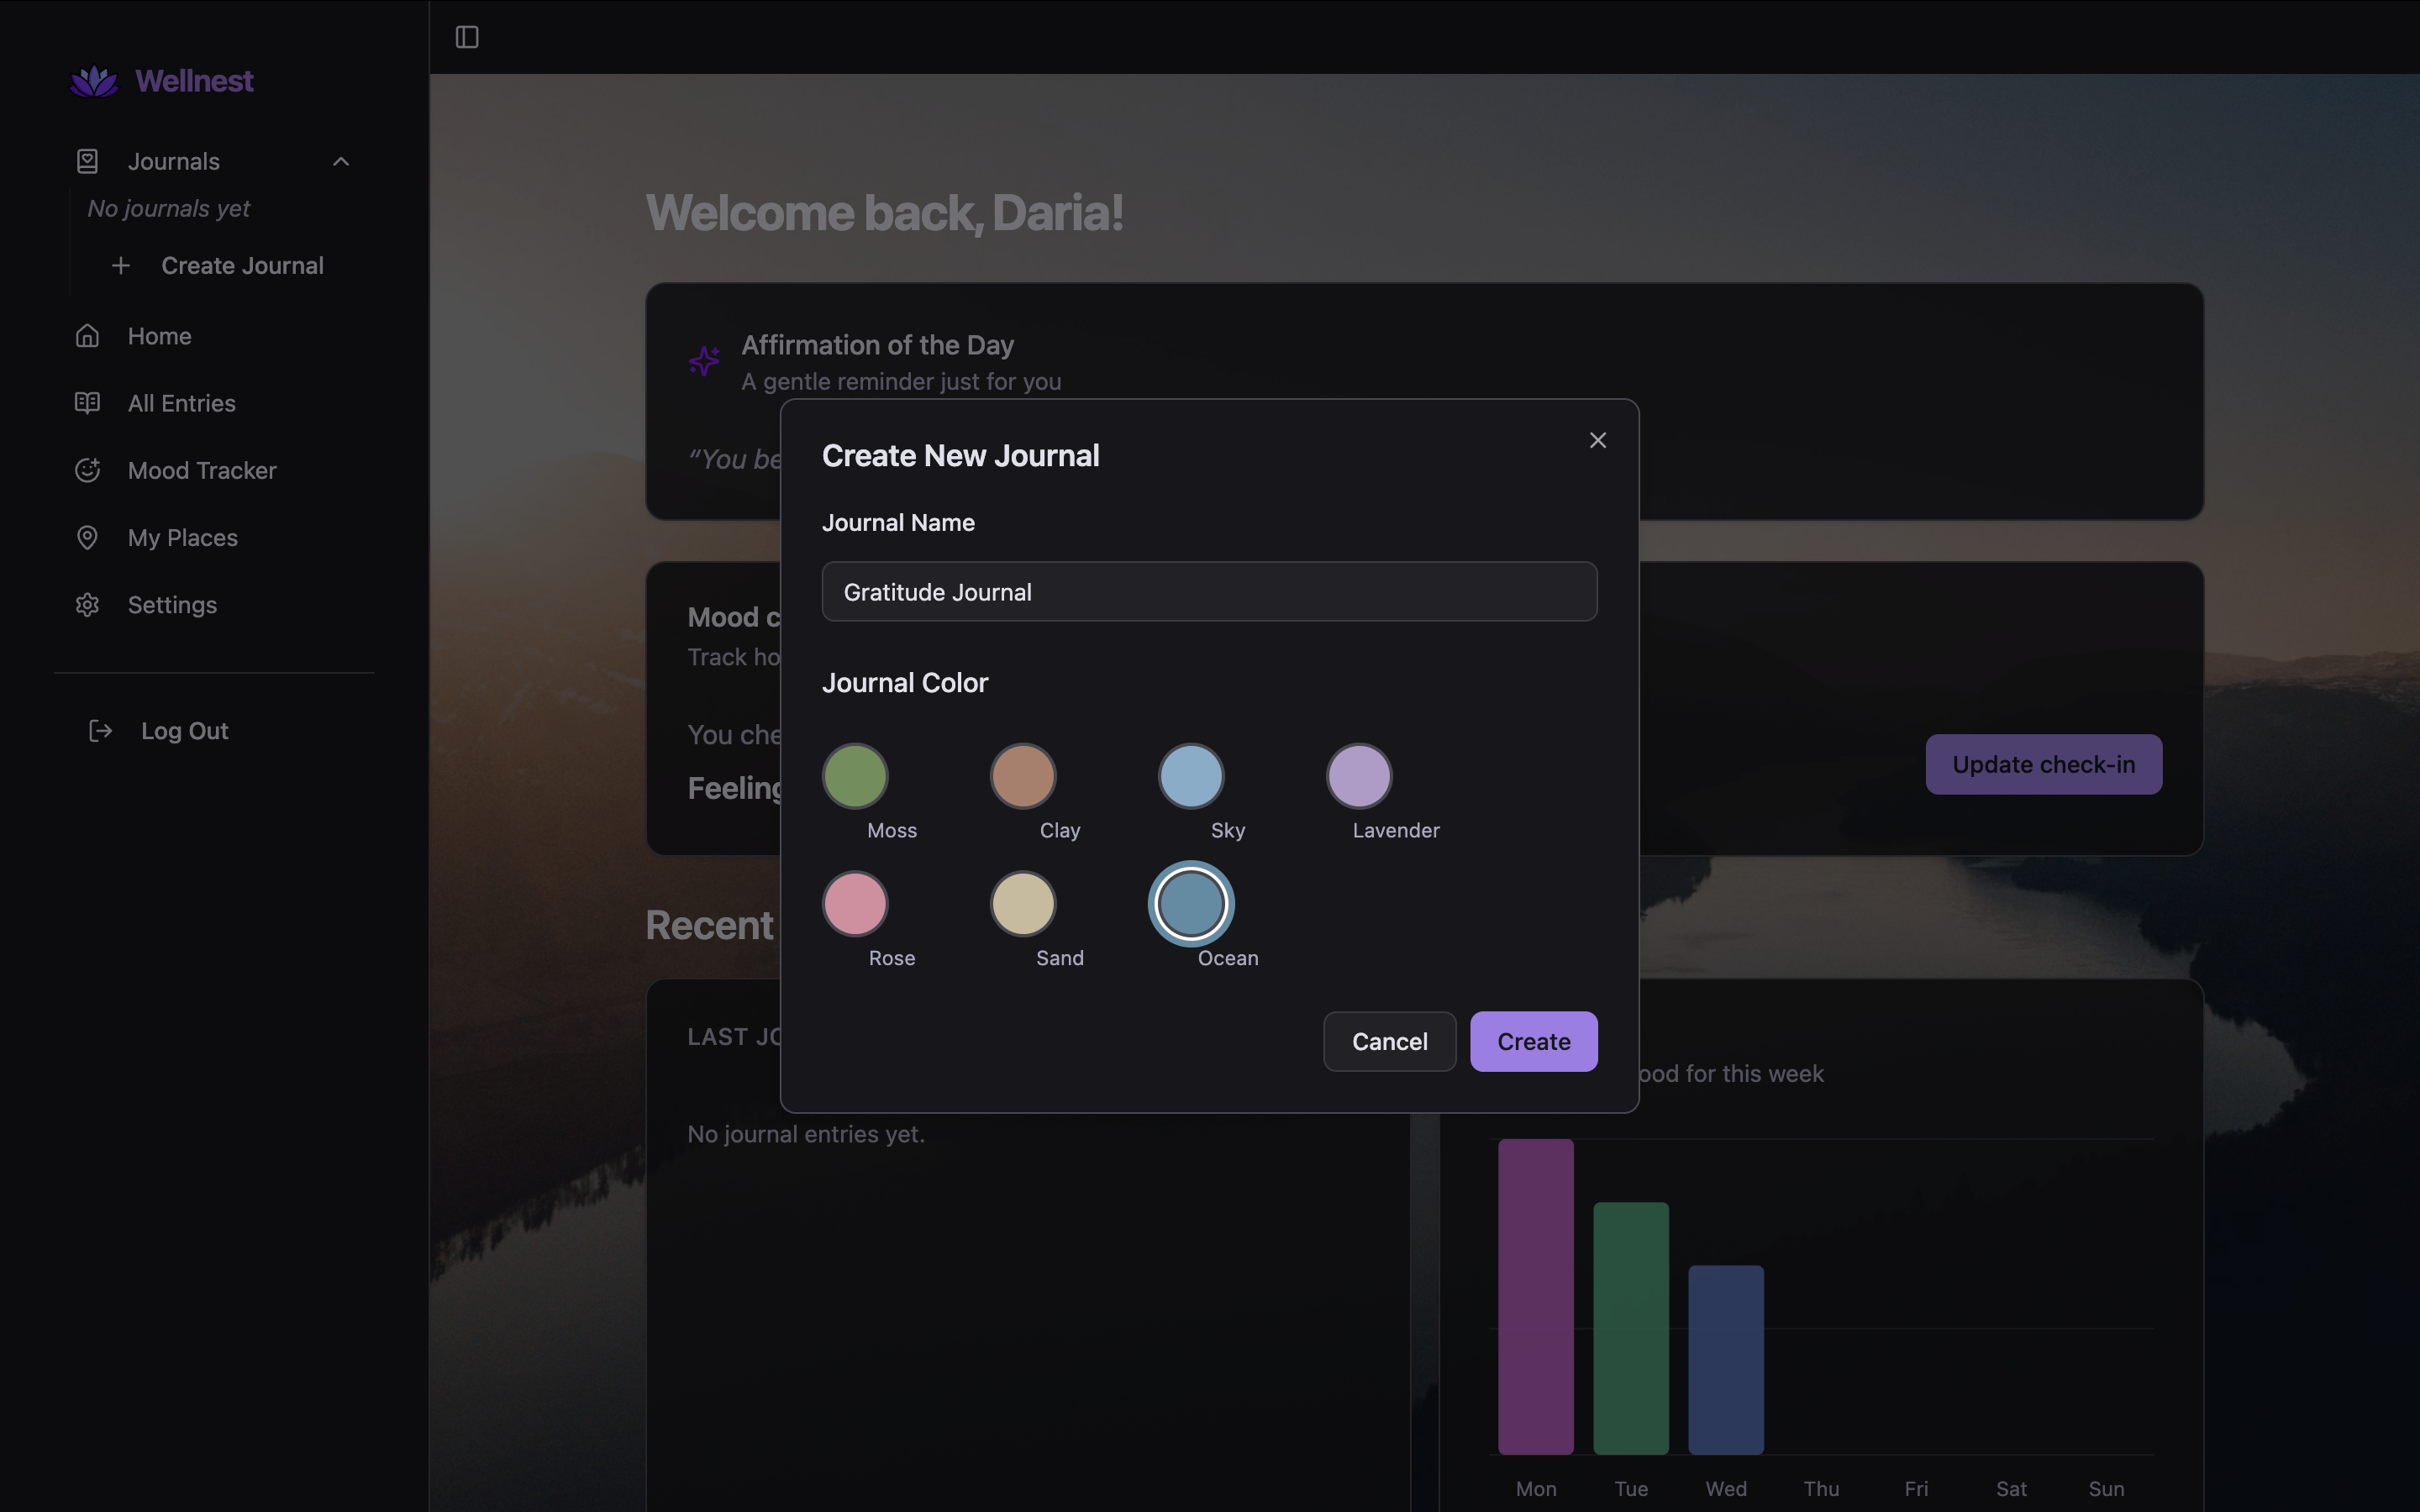 Wellnest
Journals
No journals yet
Create Journal
Home
All Entries
Mood Tracker
My Places
Settings
Log Out
Welcome back, Daria!
Affirmation of the Day
A gentle reminder just for you
“You be
Mood c
Track ho
You che
Feeling
Update check-in
Create New Journal
Journal Name
Gratitude Journal
Journal Color
Moss
Clay
Sky
Lavender
Rose
Sand
Ocean
Cancel
Create
Recent
LAST JO
No journal entries yet.
ood for this week
Mon
Tue
Wed
Thu
Fri
Sat
Sun